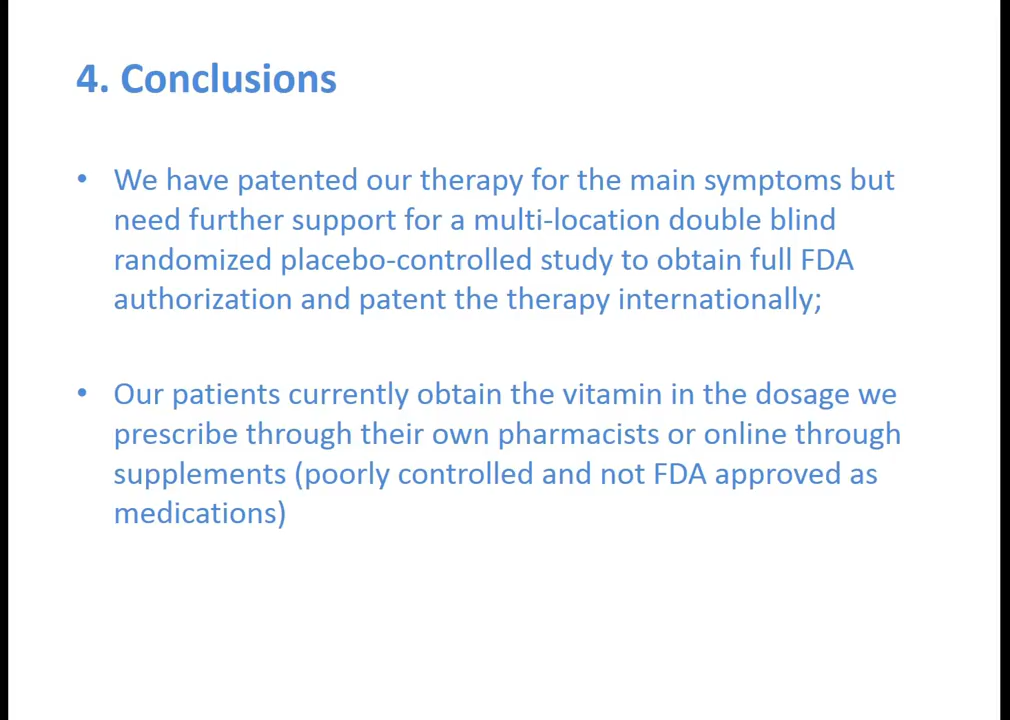 4. Conclusions
• We have patented our therapy for the main symptoms but
need further support for a multi-location double blind
randomized placebo-controlled study to obtain full FDA
authorization and patent the therapy internationally;
• Our patients currently obtain the vitamin in the dosage we
prescribe through their own pharmacists or online through
supplements (poorly controlled and not FDA approved as
medications)